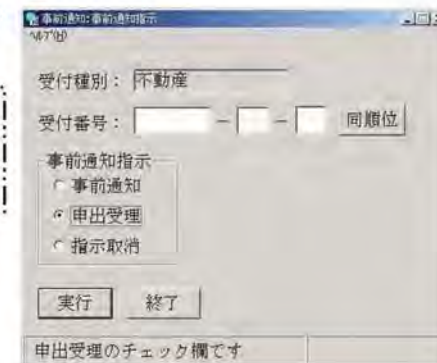 事前通知:事前通知指示
ﾍﾙﾌﾟ(H)
受付種別： 不動産
受付番号： － － 同順位
事前通知指示
事前通知
申出受理
指示取消
実行 終了
申出受理のチェック欄です